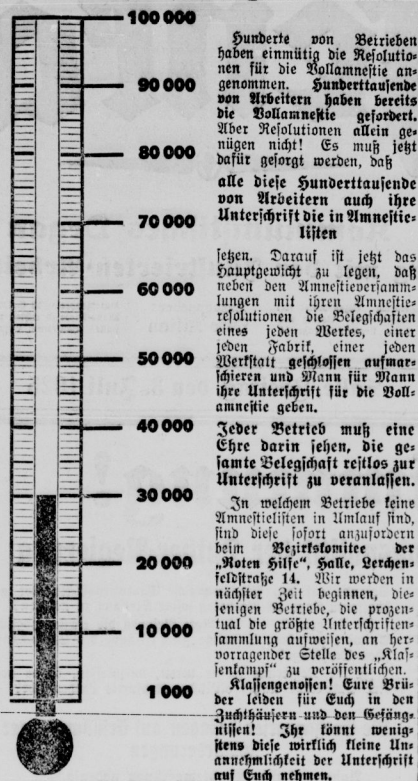 100 000
90 000
80 000
70 000
60 000
50 000
40 000
30 000
20 000
10 000
1 000
Hunderte von Betrieben
haben einmütig die Resolutio-
nen für die Vollamnestie an-
genommen. Hunderttausende
von Arbeitern haben bereits
die Vollamnestie gefordert.
Aber Resolutionen allein ge-
nügen nicht! Es muß jetzt
dafür gesorgt werden, daß
alle diese Hunderttausende
von Arbeitern auch ihre
Unterschrift die in Amnestie-
listen
setzen. Darauf ist jetzt das
Hauptgewicht zu legen, daß
neben den Amnestieversamm-
lungen mit ihren Amnestie-
resolutionen die Belegschaften
eines jeden Werkes, einer
jeden Fabrik, einer jeden
Werkstatt geschlossen aufmar-
schieren und Mann für Mann
ihre Unterschrift für die Voll-
amnestie geben.
Jeder Betrieb muß eine
Ehre darin sehen, die ge-
samte Belegschaft restlos zur
Unterschrift zu veranlassen.
In welchem Betriebe keine
Amnestielisten in Umlauf sind,
sind diese sofort anzufordern
beim Bezirkskomitee der
„Roten Hilfe“, Halle, Lerchen-
feldstraße 14. Wir werden in
nächster Zeit beginnen, die-
jenigen Betriebe, die prozen-
tual die größte Unterschriften-
sammlung aufweisen, an her-
vorragender Stelle des „Klas-
senkampf“ zu veröffentlichen.
Klassengenossen! Eure Brü-
der leiden für Euch in den
Zuchthäusern und den Gefäng-
nissen! Ihr könnt wenig-
stens diese wirklich kleine Un-
annehmlichkeit der Unterschrift
auf Euch nehmen.